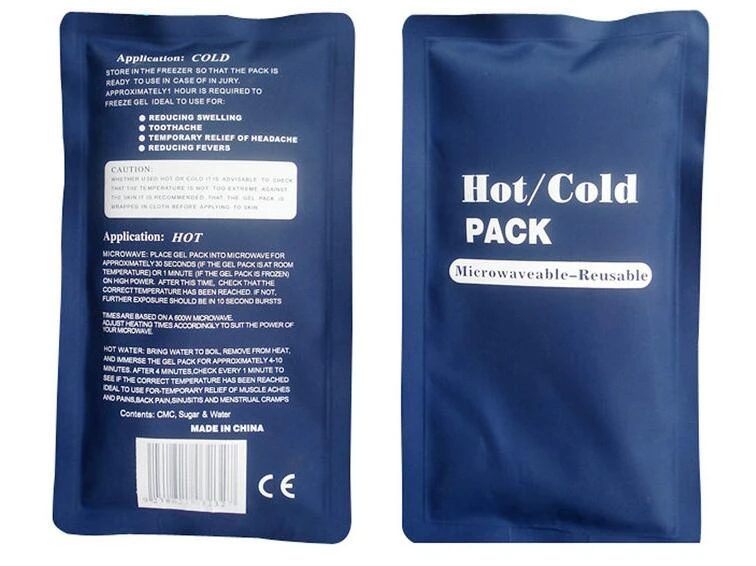 Application: COLD
STORE IN THE FREEZER SO THAT THE PACK IS
READY TO USE IN CASE OF IN JURY.
APPROXIMATELY1 HOUR IS REQUIRED TO
FREEZE GEL IDEAL TO USE FOR:
● REDUCING SWELLING
● TOOTHACHE
● TEMPORARY RELIEF OF HEADACHE
● REDUCING FEVERS
CAUTION:
WHETHER USED HOT OR COLD IT IS ADVISABLE TO CHECK
THAT THE TEMPERATURE IS NOT TOO EXTREME AGAINST
THE SKIN IT IS RECOMMENDED THAT THE GEL PACK IS
WRAPPED IN CLOTH BEFORE APPLYING TO SKIN
Application: HOT
MICROWAVE: PLACE GEL PACK INTO MICROWAVE FOR
APPROXIMATELY 30 SECONDS (IF THE GEL PACK IS AT ROOM
TEMPERATURE) OR 1 MINUTE (IF THE GEL PACK IS FROZEN)
ON HIGH POWER. AFTER THIS TIME, CHECK THAT THE
CORRECT TEMPERATURE HAS BEEN REACHED. IF NOT,
FURTHER EXPOSURE SHOULD BE IN 10 SECOND BURSTS
TIMES ARE BASED ON A 600W MICROWAVE.
ADJUST HEATING TIMES ACCORDINGLY TO SUIT THE POWER OF
YOUR MICROWAVE.
HOT WATER: BRING WATER TO BOIL, REMOVE FROM HEAT,
AND IMMERSE THE GEL PACK FOR APPROXIMATELY 4-10
MINUTES. AFTER 4 MINUTES,CHECK EVERY 1 MINUTE TO
SEE IF THE CORRECT TEMPERATURE HAS BEEN REACHED
IDEAL TO USE FOR-TEMPORARY RELIEF OF MUSCLE ACHES
AND PAINS,BACK PAIN,SINUSITIS AND MENSTRUAL CRAMPS
Contents: CMC, Sugar & Water
MADE IN CHINA
CE
Hot/Cold
PACK
Microwaveable-Reusable